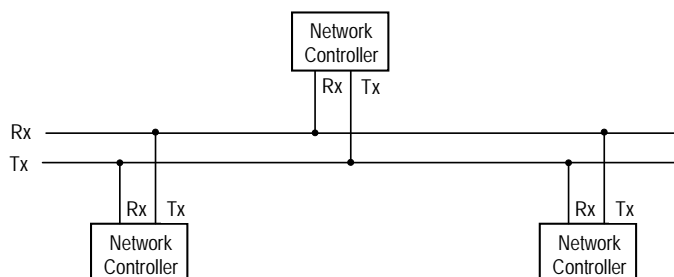 Network
Controller
Rx Tx
Rx
Tx
Rx Tx
Rx Tx
Network
Controller
Network
Controller